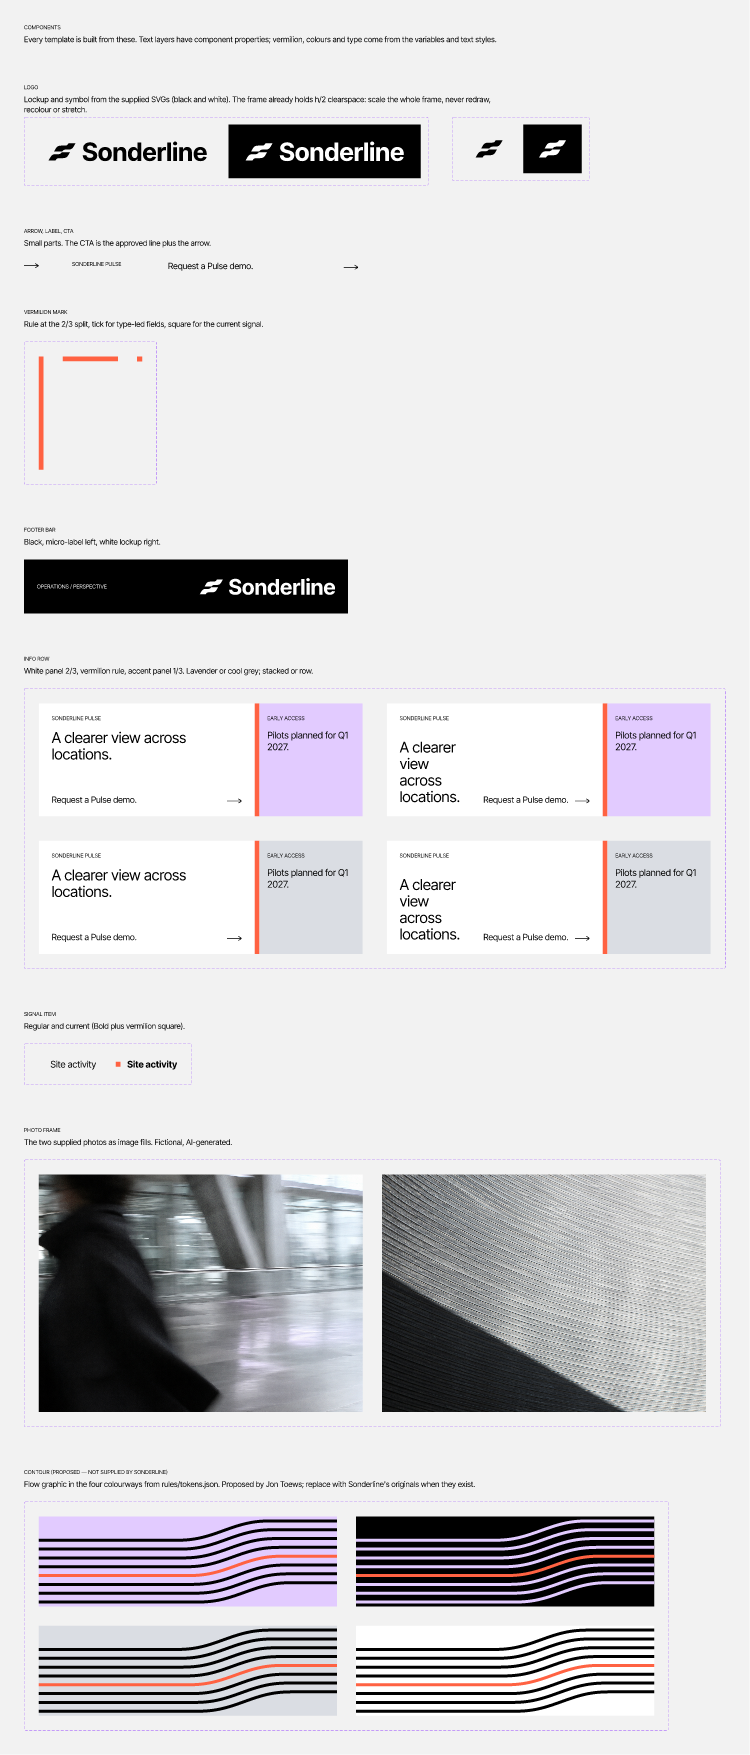 COMPONENTS
Every template is built from these. Text layers have component properties; vermilion, colours and type come from the variables and text styles.
LOGO
Lockup and symbol from the supplied SVGs (black and white). The frame already holds h/2 clearspace: scale the whole frame, never redraw,
recolour or stretch.
Sonderline
Sonderline
ARROW, LABEL, CTA
Small parts. The CTA is the approved line plus the arrow.
SONDERLINE PULSE
Request a Pulse demo.
VERMILION MARK
Rule at the 2/3 split, tick for type-led fields, square for the current signal.
FOOTER BAR
Black, micro-label left, white lockup right.
OPERATIONS / PERSPECTIVE
Sonderline
INFO ROW
White panel 2/3, vermilion rule, accent panel 1/3. Lavender or cool grey; stacked or row.
SONDERLINE PULSE
A clearer view across
locations.
Request a Pulse demo.
EARLY ACCESS
Pilots planned for Q1
2027.
SONDERLINE PULSE
A clearer
view
across
locations.
Request a Pulse demo.
EARLY ACCESS
Pilots planned for Q1
2027.
SONDERLINE PULSE
A clearer view across
locations.
Request a Pulse demo.
EARLY ACCESS
Pilots planned for Q1
2027.
SONDERLINE PULSE
A clearer
view
across
locations.
Request a Pulse demo.
EARLY ACCESS
Pilots planned for Q1
2027.
SIGNAL ITEM
Regular and current (Bold plus vermilion square).
Site activity
Site activity
PHOTO FRAME
The two supplied photos as image fills. Fictional, AI-generated.
CONTOUR (PROPOSED — NOT SUPPLIED BY SONDERLINE)
Flow graphic in the four colourways from rules/tokens.json. Proposed by Jon Toews; replace with Sonderline's originals when they exist.